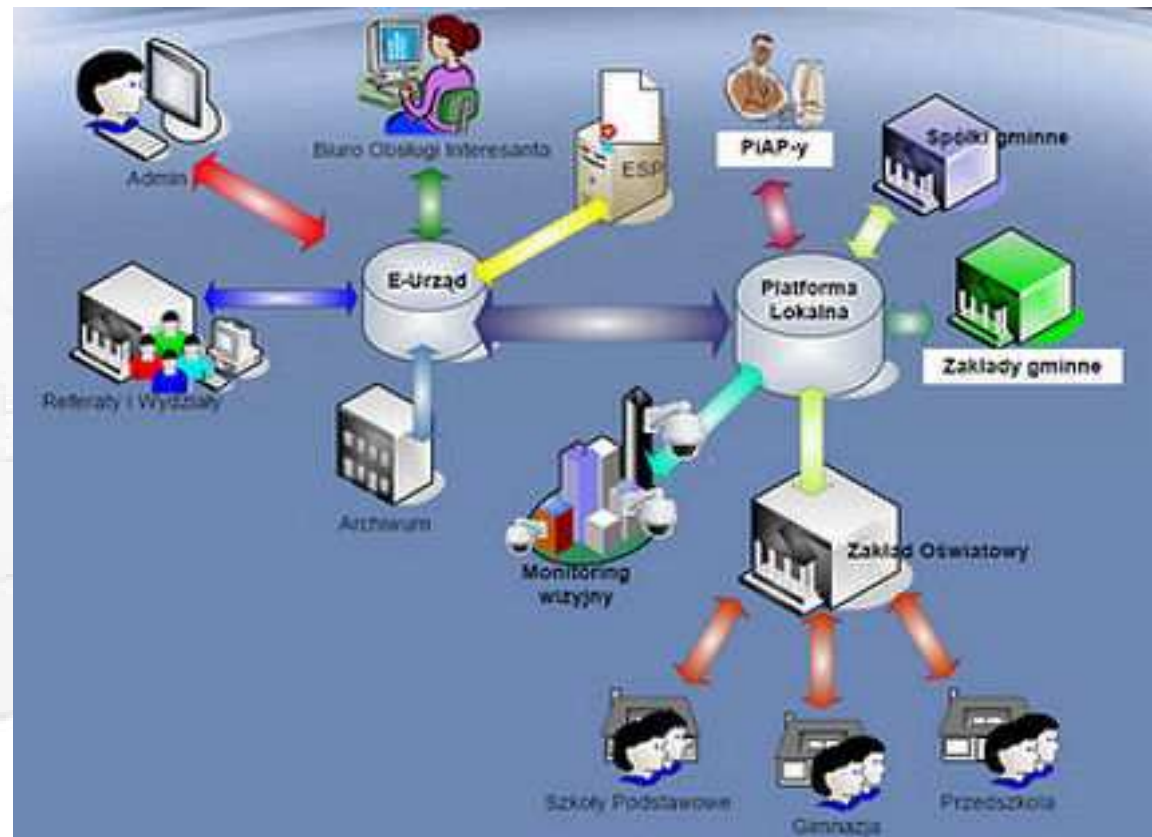 Admin
Biuro Obsługi Interesanta
ESP
PIAP-y
Spółki gminne
E-Urząd
Platforma
Lokalna
Zakłady gminne
Referaty i Wydziały
Archiwum
Monitoring
wizyjny
Zakład Oświatowy
Szkoły Podstawowe
Gimnazja
Przedszkola